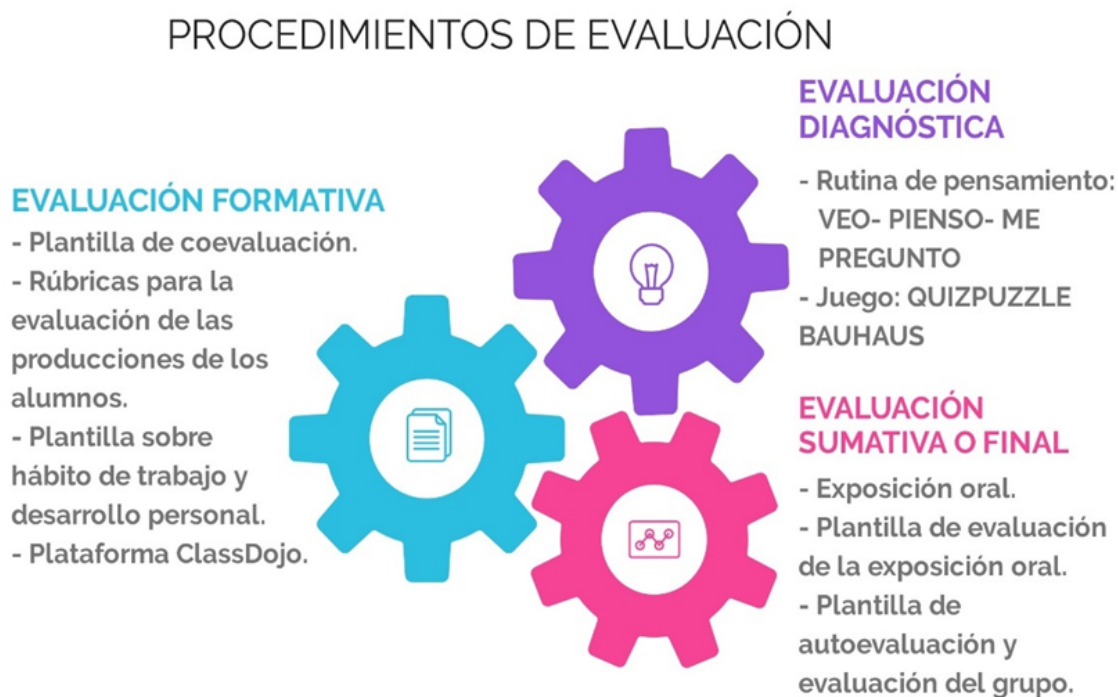 PROCEDIMIENTOS DE EVALUACIÓN
EVALUACIÓN FORMATIVA
- Plantilla de coevaluación.
- Rúbricas para la
evaluación de las
producciones de los
alumnos.
- Plantilla sobre
hábito de trabajo y
desarrollo personal.
- Plataforma ClassDojo.
EVALUACIÓN
DIAGNÓSTICA
- Rutina de pensamiento:
VEO- PIENSO- ME
PREGUNTO
- Juego: QUIZPUZZLE
BAUHAUS
EVALUACIÓN
SUMATIVA O FINAL
- Exposición oral.
- Plantilla de evaluación
de la exposición oral.
- Plantilla de
autoevaluación y
evaluación del grupo.